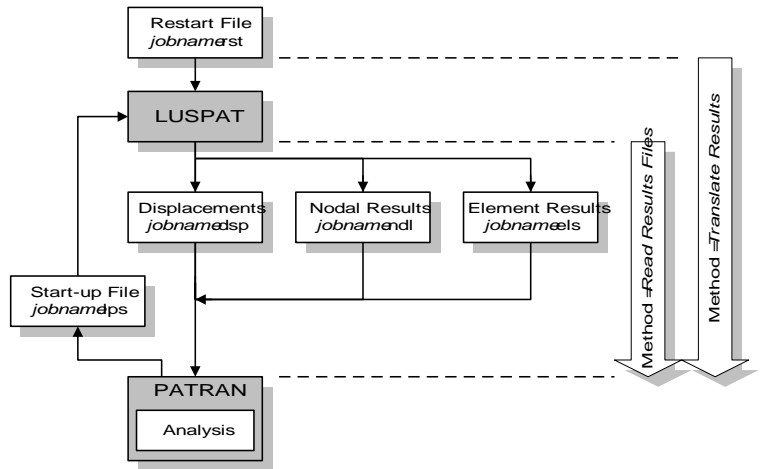 Restart File
jobname.rst
LUSPAT
Displacements
jobname.dsp
Nodal Results
jobname.ndl
Element Results
jobname.els
Start-up File
jobname.lps
PATRAN
Analysis
Method =Read Results Files
Method =Translate Results